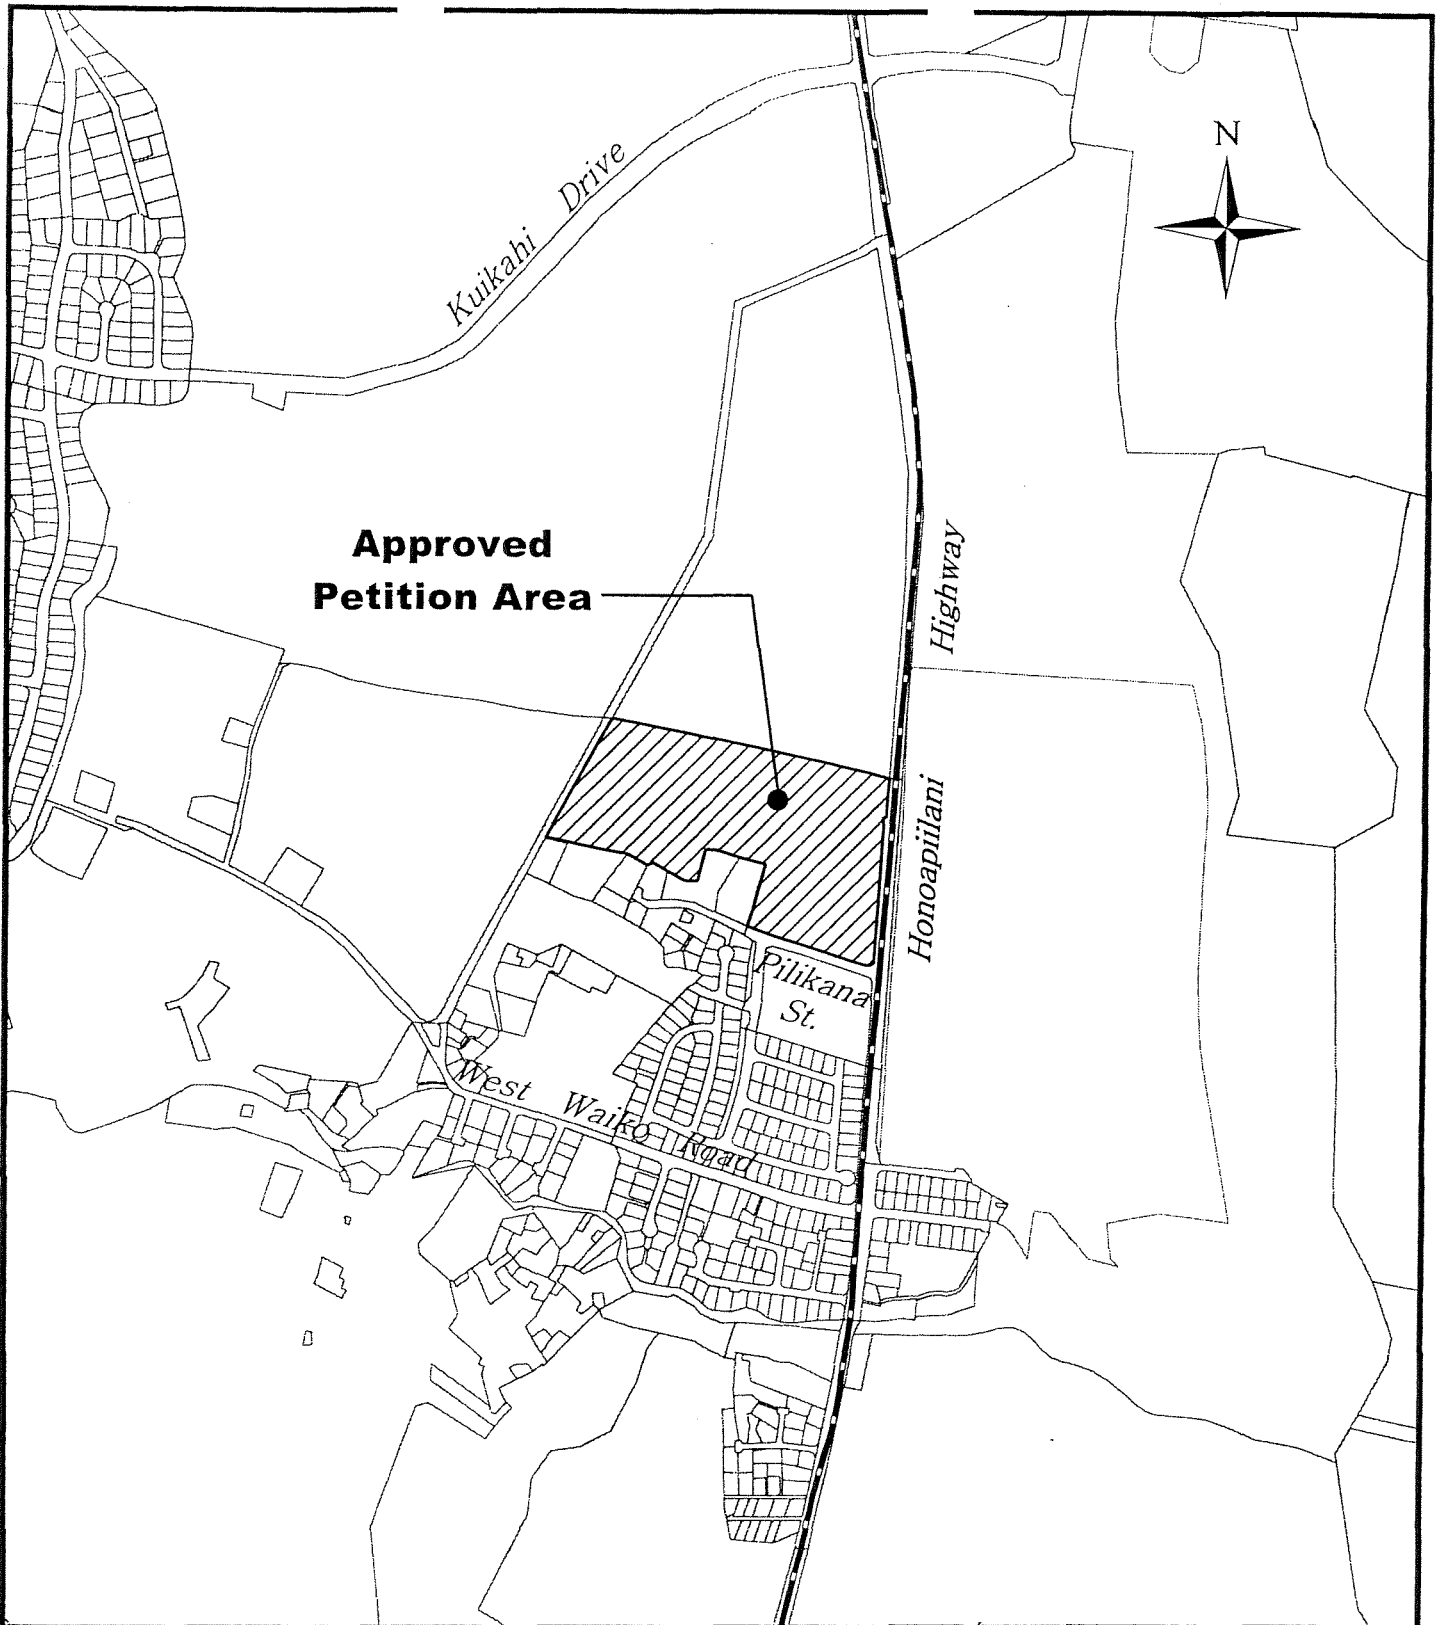 N
Kuikahi Drive
Approved
Petition Area
Honoapiilani Highway
Pilikana
St.
West Waiko Road